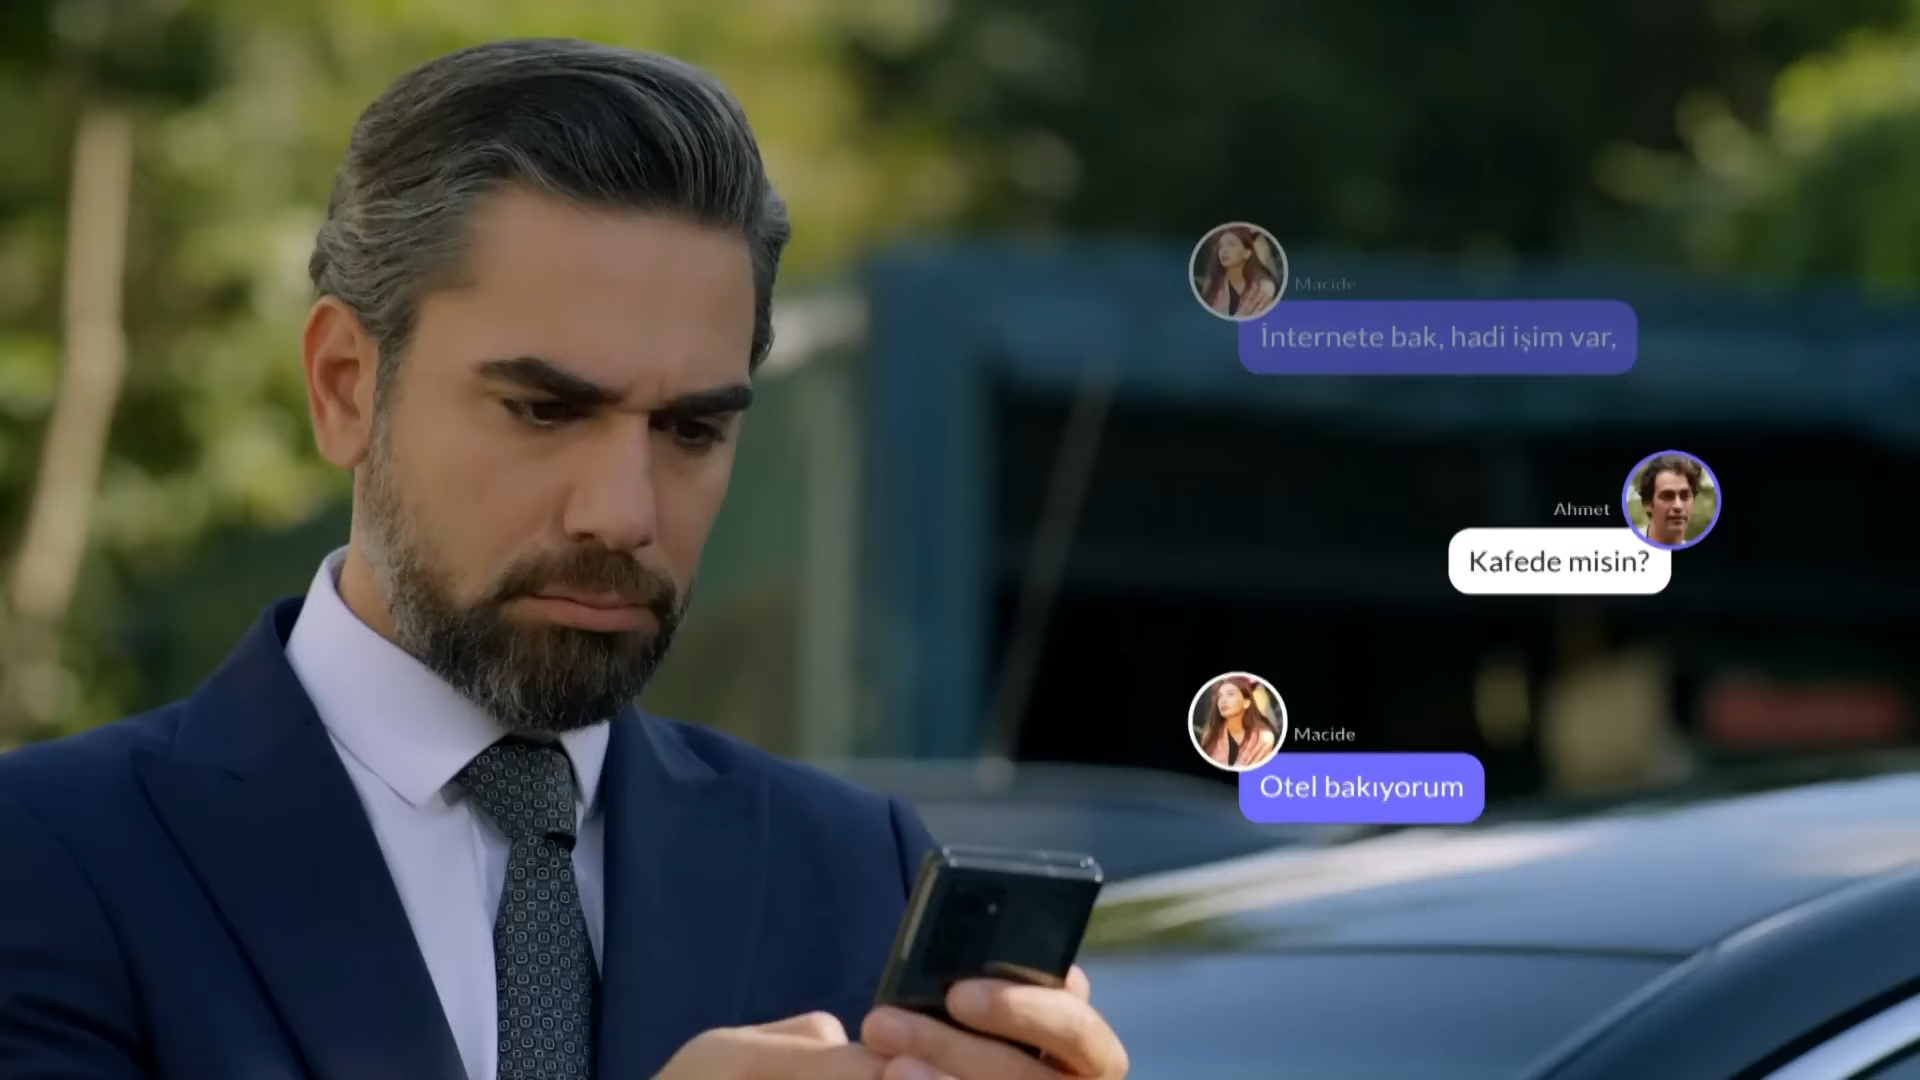 Macide
İnternete bak, hadi işim var,
Ahmet
Kafede misin?
Macide
Otel bakıyorum